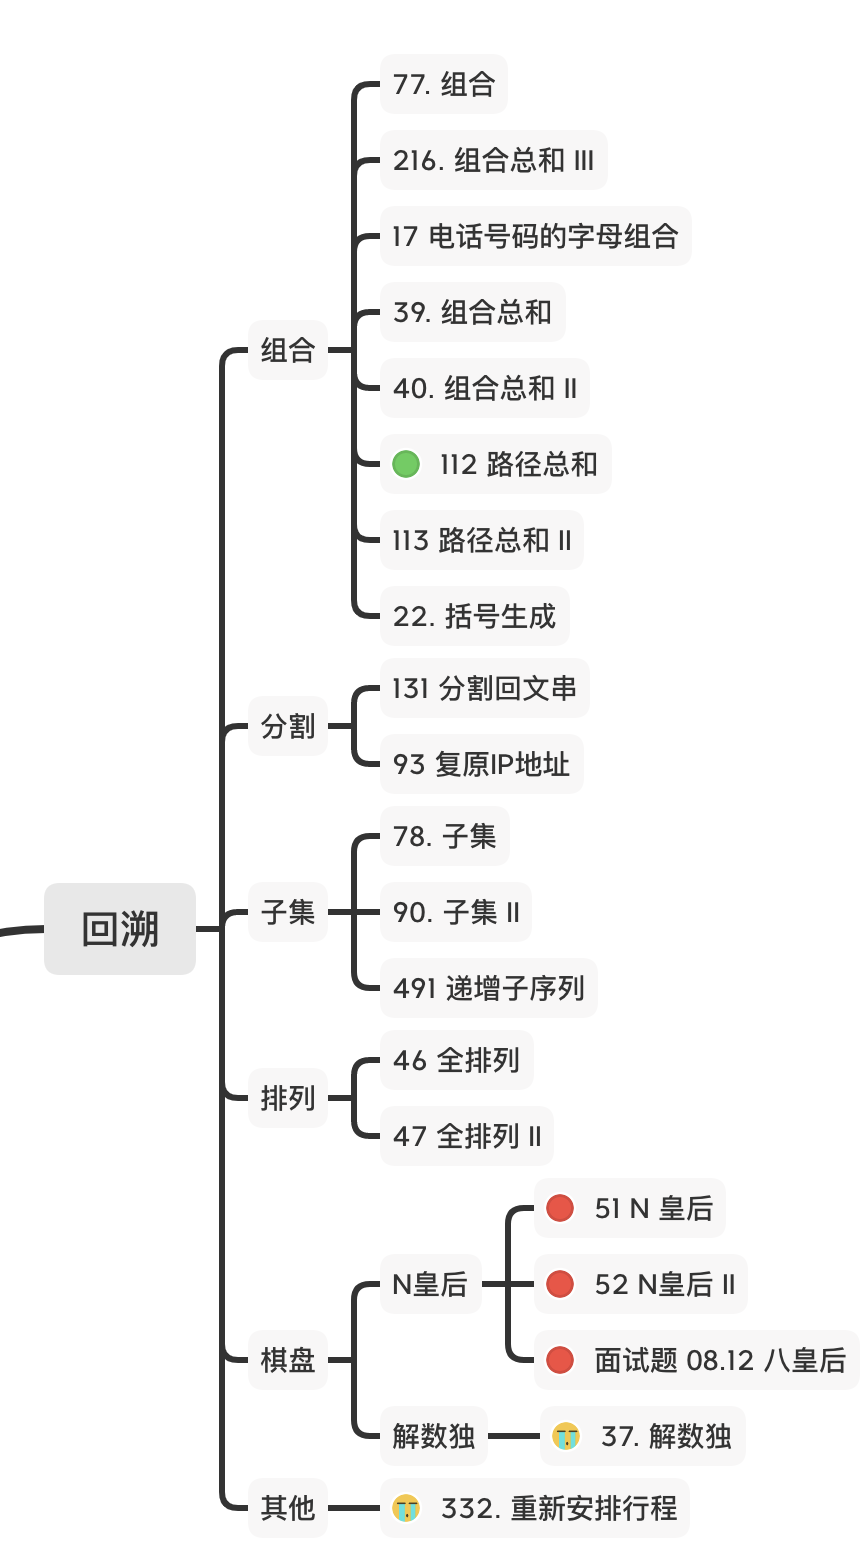 回溯
组合
77. 组合
216. 组合总和 III
17 电话号码的字母组合
39. 组合总和
40. 组合总和 II
112 路径总和
113 路径总和 II
22. 括号生成
分割
131 分割回文串
93 复原IP地址
子集
78. 子集
90. 子集 II
491 递增子序列
排列
46 全排列
47 全排列 II
棋盘
N皇后
51 N 皇后
52 N皇后 II
面试题 08.12 八皇后
解数独
37. 解数独
其他
332. 重新安排行程